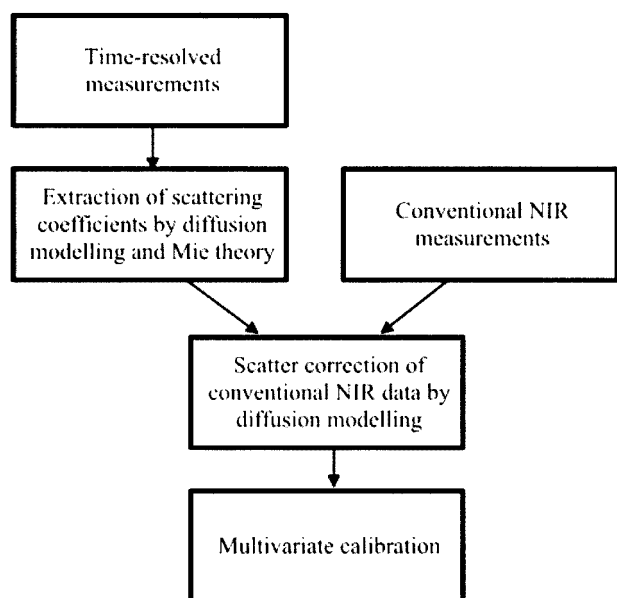 Time-resolved
measurements
Extraction of scattering
coefficients by diffusion
modelling and Mie theory
Conventional NIR
measurements
Scatter correction of
conventional NIR data by
diffusion modelling
Multivariate calibration